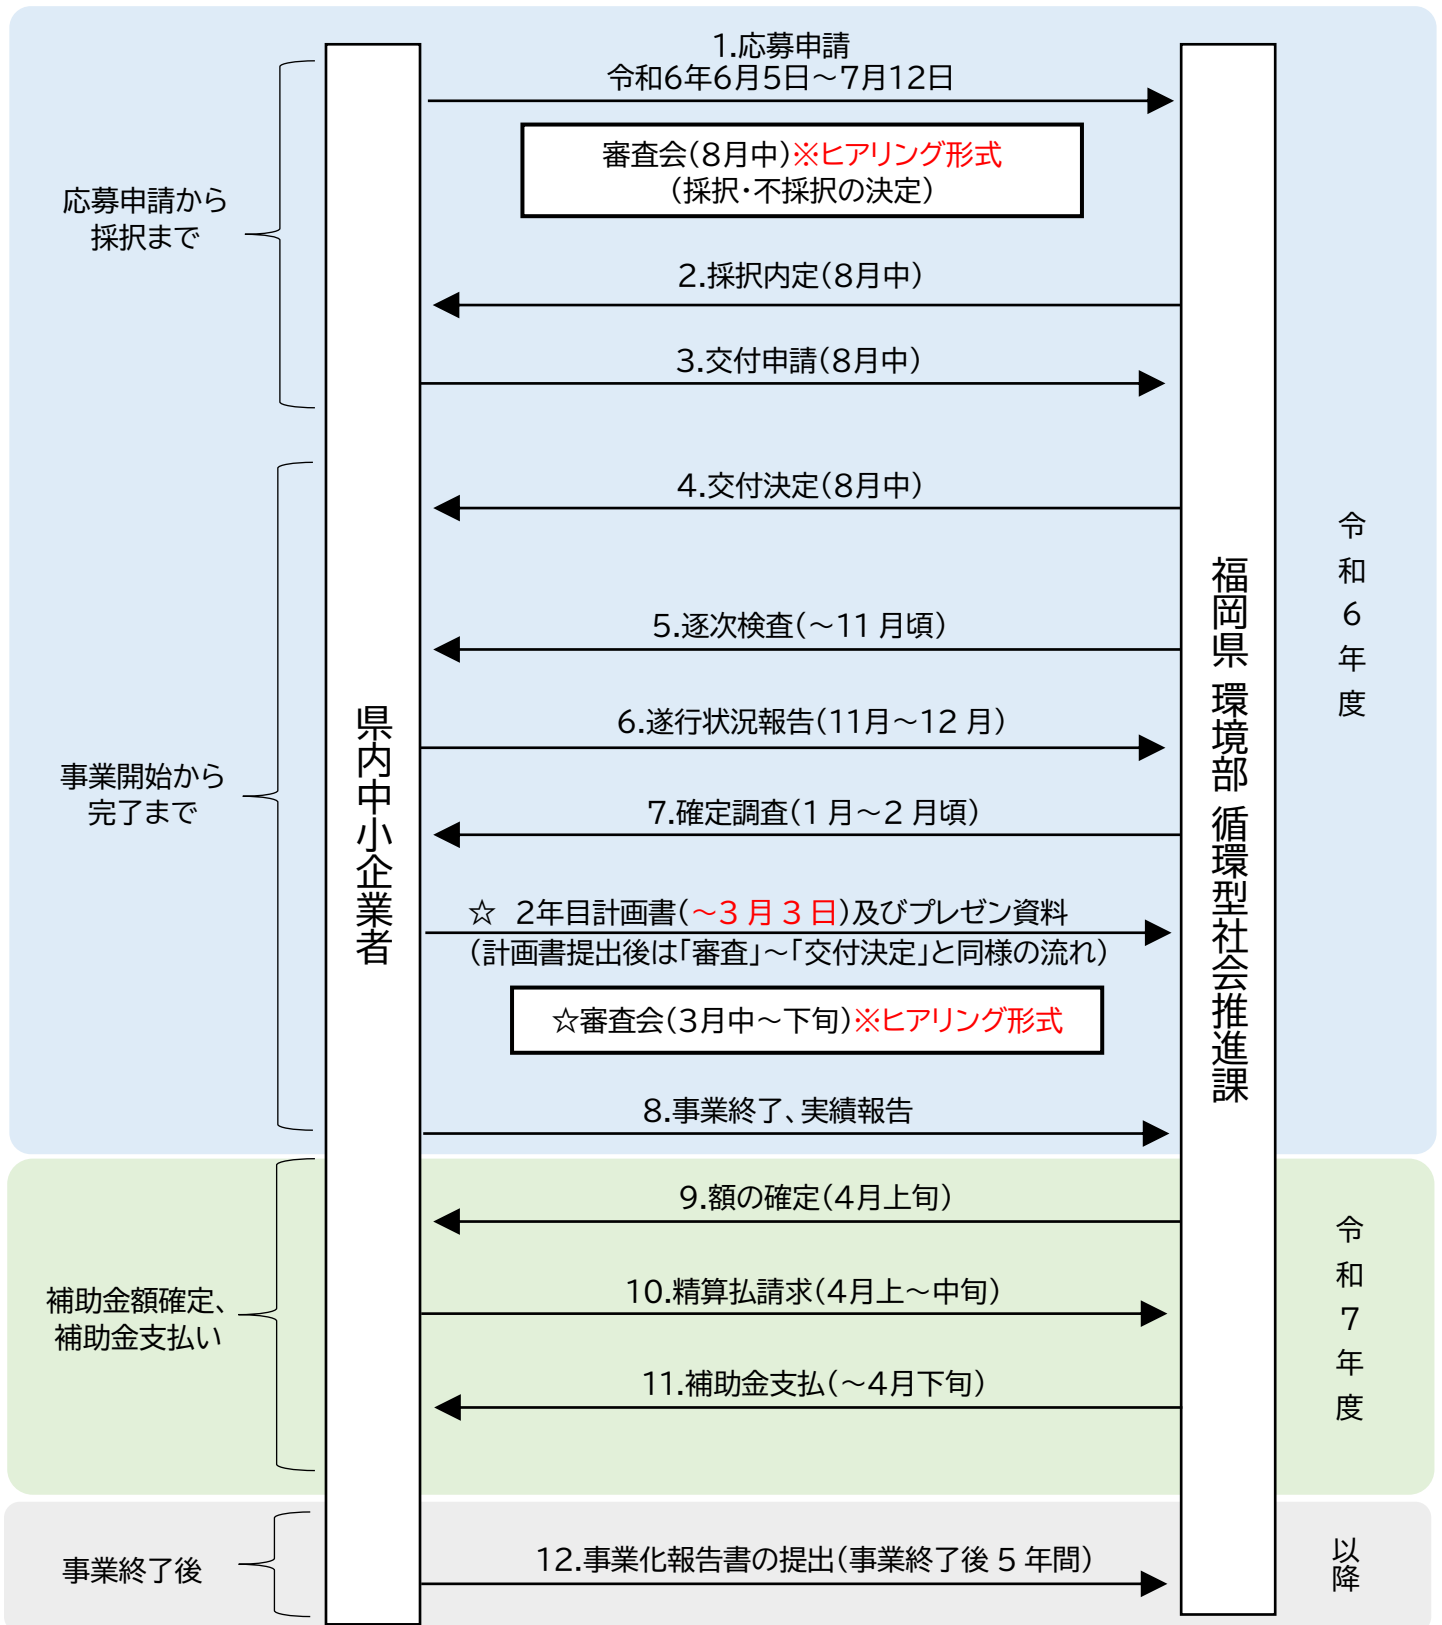 1.応募申請
令和6年6月5日～7月12日
審査会(8月中)※ヒアリング形式
(採択・不採択の決定)
応募申請から
採択まで
2.採択内定(8月中)
3.交付申請(8月中)
4.交付決定(8月中)
5.逐次検査(～11 月頃)
6.遂行状況報告(11月～12 月)
7.確定調査(1 月～2 月頃)
事業開始から
完了まで
☆ 2年目計画書(～3 月 3 日)及びプレゼン資料
(計画書提出後は「審査」～「交付決定」と同様の流れ)
☆審査会(3月中～下旬)※ヒアリング形式
8.事業終了、実績報告
県内中小企業者
福岡県 環境部 循環型社会推進課
令和6年度
9.額の確定(4月上旬)
10.精算払請求(4月上～中旬)
11.補助金支払(～4月下旬)
補助金額確定、
補助金支払い
令和7年度
事業終了後
12.事業化報告書の提出(事業終了後 5 年間)
以降